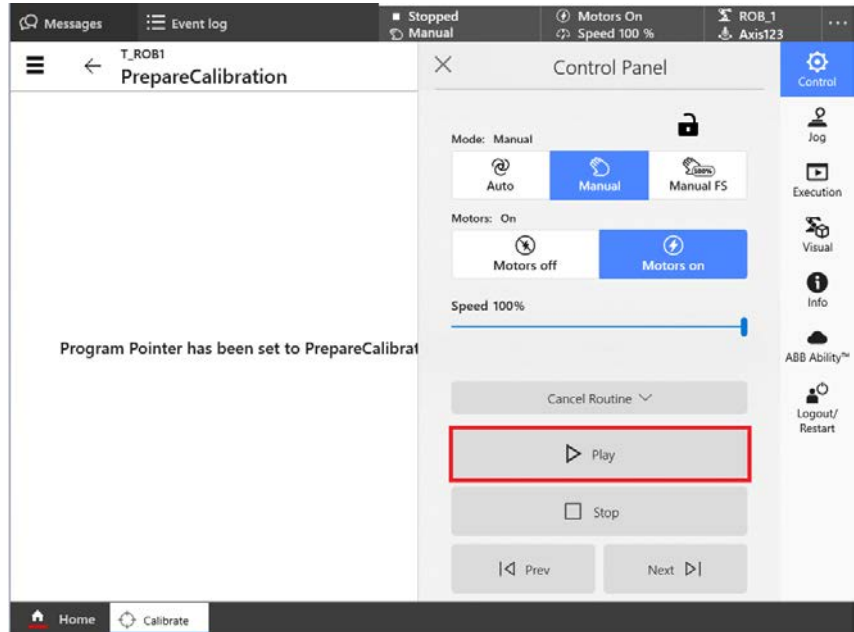 Messages
Event log
Stopped
Manual
Motors On
Speed 100 %
ROB_1
Axis123
...
T_ROB1
PrepareCalibration
Control Panel
Mode: Manual
Auto
Manual
100%
Manual FS
Motors: On
Motors off
Motors on
Speed 100%
Program Pointer has been set to PrepareCalibrat
Cancel Routine
Play
Stop
Prev
Next
Control
Jog
Execution
Visual
Info
ABB Ability™
Logout/
Restart
Home
Calibrate